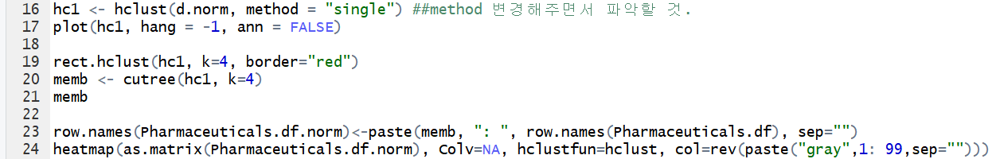 16 hc1 <- hclust(d.norm, method = "single") ##method 변경해주면서 파악할 것.
17 plot(hc1, hang = -1, ann = FALSE)
18
19 rect.hclust(hc1, k=4, border="red")
20 memb <- cutree(hc1, k=4)
21 memb
22
23 row.names(Pharmaceuticals.df.norm)<-paste(memb, ": ", row.names(Pharmaceuticals.df), sep="")
24 heatmap(as.matrix(Pharmaceuticals.df.norm), Colv=NA, hclustfun=hclust, col=rev(paste("gray",1: 99,sep="")))